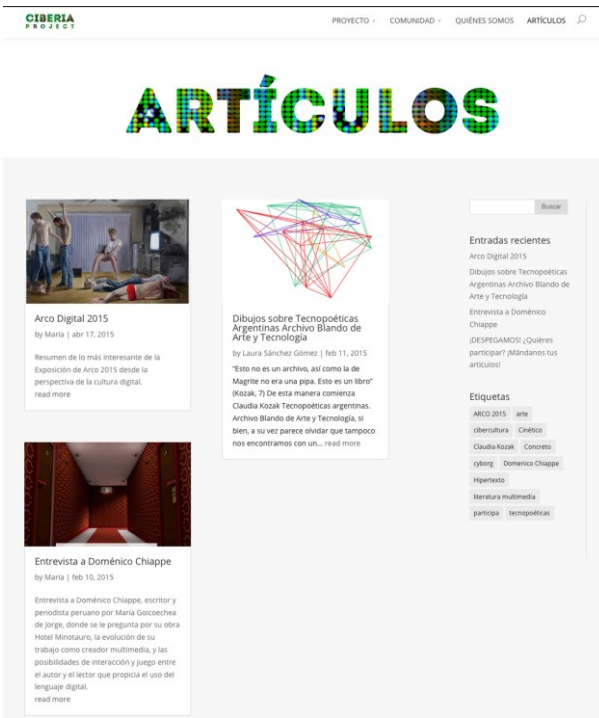 CIBERIA
PROJECT
PROYECTO
COMUNIDAD
QUIÉNES SOMOS
ARTÍCULOS
ARTÍCULOS
Arco Digital 2015
by María | abr 17, 2015
Resumen de lo más interesante de la
Exposición de Arco 2015 desde la
perspectiva de la cultura digital.
read more
Entrevista a Doménico Chiappe
by María | feb 10, 2015
Entrevista a Doménico Chiappe, escritor y
periodista peruano por María Goicoechea
de Jorge, donde se le pregunta por su obra
Hotel Minotauro, la evolución de su
trabajo como creador multimedia, y las
posibilidades de interacción y juego entre
el autor y el lector que propicia el uso del
lenguaje digital.
read more
Dibujos sobre Tecnopoéticas
Argentinas Archivo Blando de
Arte y Tecnología
by Laura Sánchez Gómez | feb 11, 2015
"Esto no es un archivo, así como la de
Magrite no era una pipa. Esto es un libro"
(Kozak, 7) De esta manera comienza
Claudia Kozak Tecnopoéticas argentinas.
Archivo Blando de Arte y Tecnología, si
bien, a su vez parece olvidar que tampoco
nos encontramos con un... read more
Buscar
Entradas recientes
Arco Digital 2015
Dibujos sobre Tecnopoéticas
Argentinas Archivo Blando de
Arte y Tecnología
Entrevista a Doménico
Chiappe
¡DESPEGAMOS! ¿Quiéres
participar? ¡Mándanos tus
artículos!
Etiquetas
ARCO 2015 arte
cibercultura Cinético
Claudia Kozak Concreto
cyborg Domenico Chiappe
Hipertexto
literatura multimedia
participa tecnopoéticas